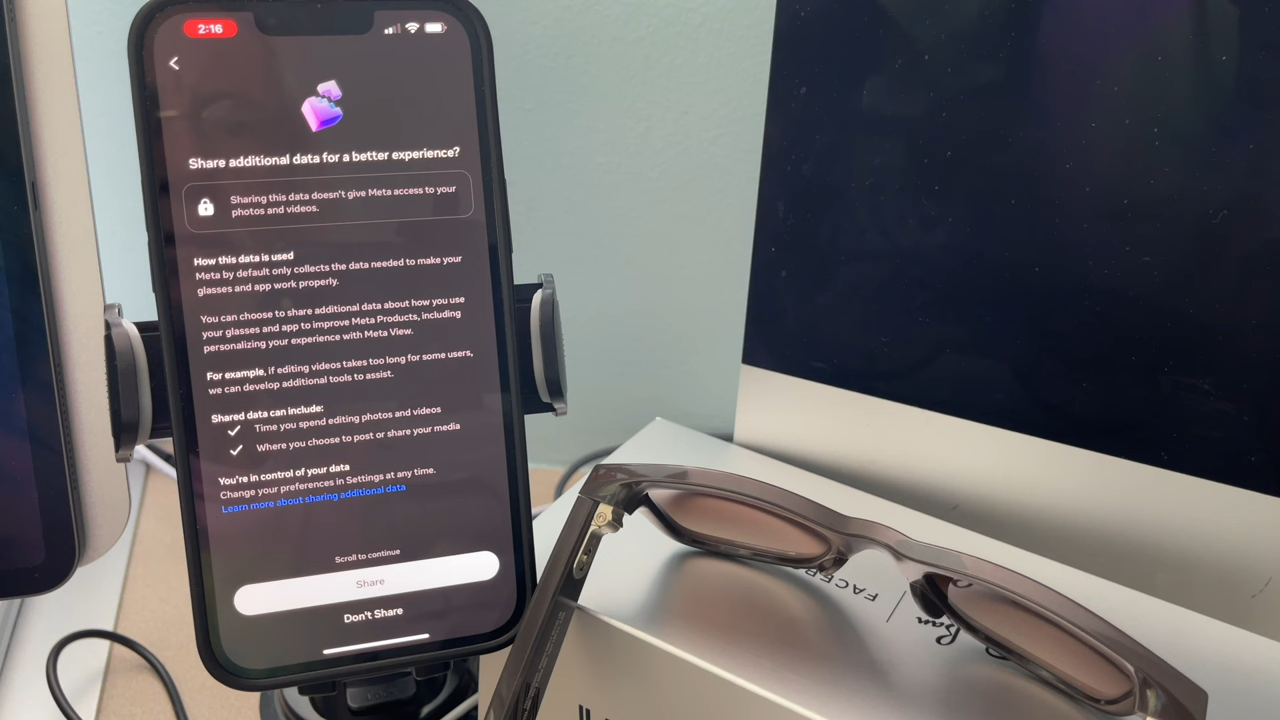 2:16
Share additional data for a better experience?
Sharing this data doesn't give Meta access to your
photos and videos.
How this data is used
Meta by default only collects the data needed to make your
glasses and app work properly.
You can choose to share additional data about how you use
your glasses and app to improve Meta Products, including
personalizing your experience with Meta View.
For example, if editing videos takes too long for some users,
we can develop additional tools to assist.
Shared data can include:
Time you spend editing photos and videos
Where you choose to post or share your media
You're in control of your data
Change your preferences in Settings at any time.
Learn more about sharing additional data
Scroll to continue
Share
Don't Share
Ban